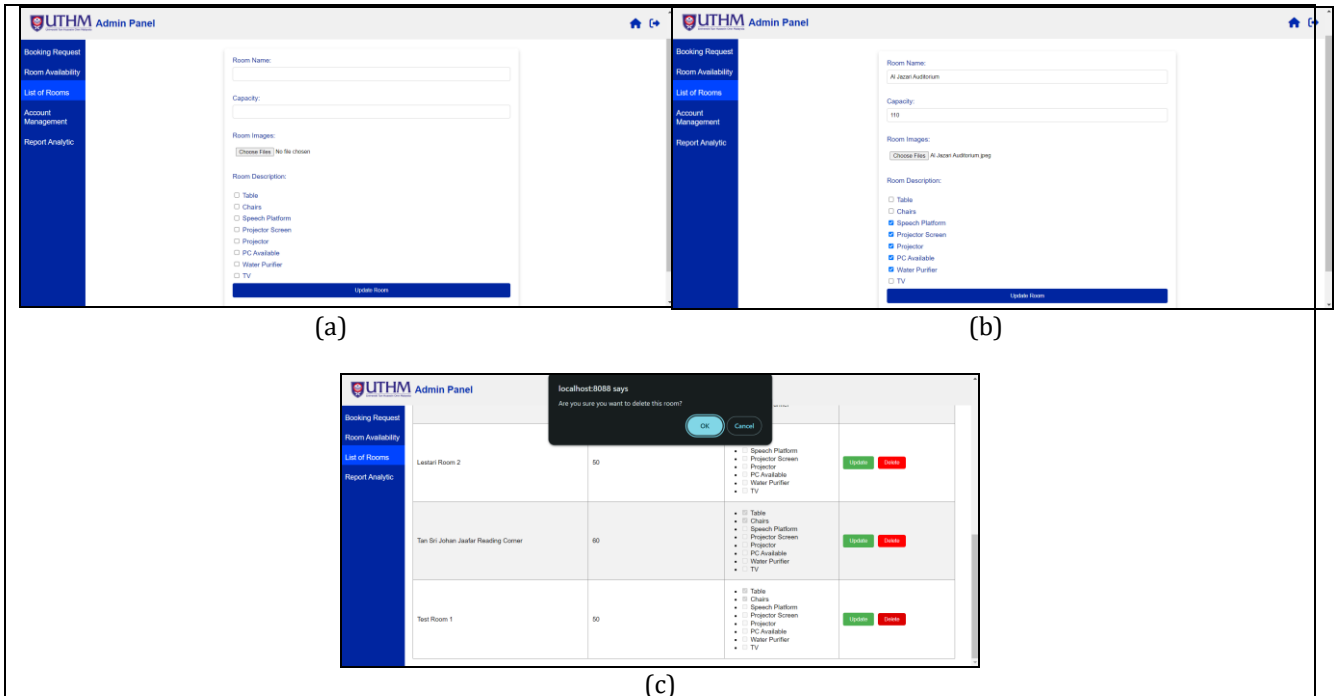 UTHM Admin Panel
Booking Request
Room Availability
List of Rooms
Account
Management
Report Analytic
Room Name:
Capacity:
Room Images:
Choose Files No file chosen
Room Description:
Table
Chairs
Speech Platform
Projector Screen
Projector
PC Available
Water Purifier
TV
Update Room
(a)
UTHM Admin Panel
Booking Request
Room Availability
List of Rooms
Account
Management
Report Analytic
Room Name:
Al Jazari Auditorium
Capacity:
110
Room Images:
Choose Files Al Jazari Auditorium.jpeg
Room Description:
Table
Chairs
Speech Platform
Projector Screen
Projector
PC Available
Water Purifier
TV
Update Room
(b)
UTHM Admin Panel
localhost:8088 says
Are you sure you want to delete this room?
OK Cancel
Booking Request
Room Availability
List of Rooms
Report Analytic
Lestari Room 2
50
Speech Platform
Projector Screen
Projector
PC Available
Water Purifier
TV
Update Delete
Tan Sri Johan Jaafar Reading Corner
60
Table
Chairs
Speech Platform
Projector Screen
Projector
PC Available
Water Purifier
TV
Update Delete
Test Room 1
50
Table
Chairs
Speech Platform
Projector Screen
Projector
PC Available
Water Purifier
TV
Update Delete
(c)